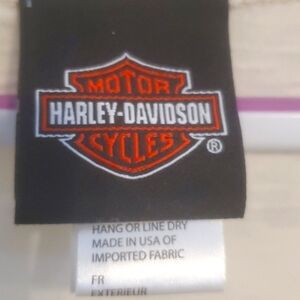 MOTOR
HARLEY-DAVIDSON
CYCLES
®
HANG OR LINE DRY
MADE IN USA OF
IMPORTED FABRIC
FR
EXTERIEUR